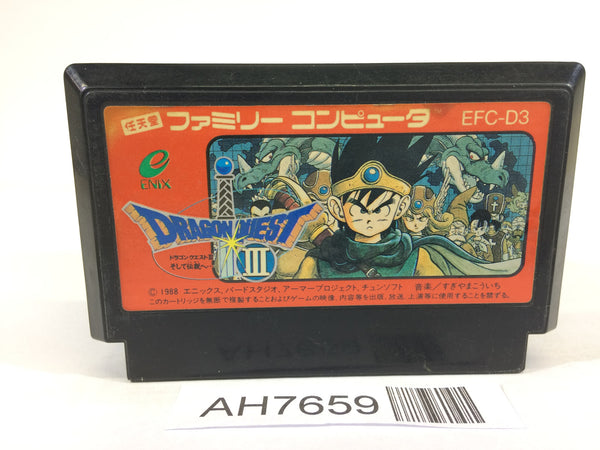 任天堂 ファミリー コンピュータ EFC-D3
ENIX
DRAGON QUEST
III
ドラゴンクエストIII
そして伝説へ…
© 1988 エニックス, バードスタジオ, アーマープロジェクト, チュンソフト 音楽/すぎやまこういち
このカートリッジを無断で複製することおよびゲームの映像、内容等を出版、放送、上演等に使用することを禁ずる。
AH7659